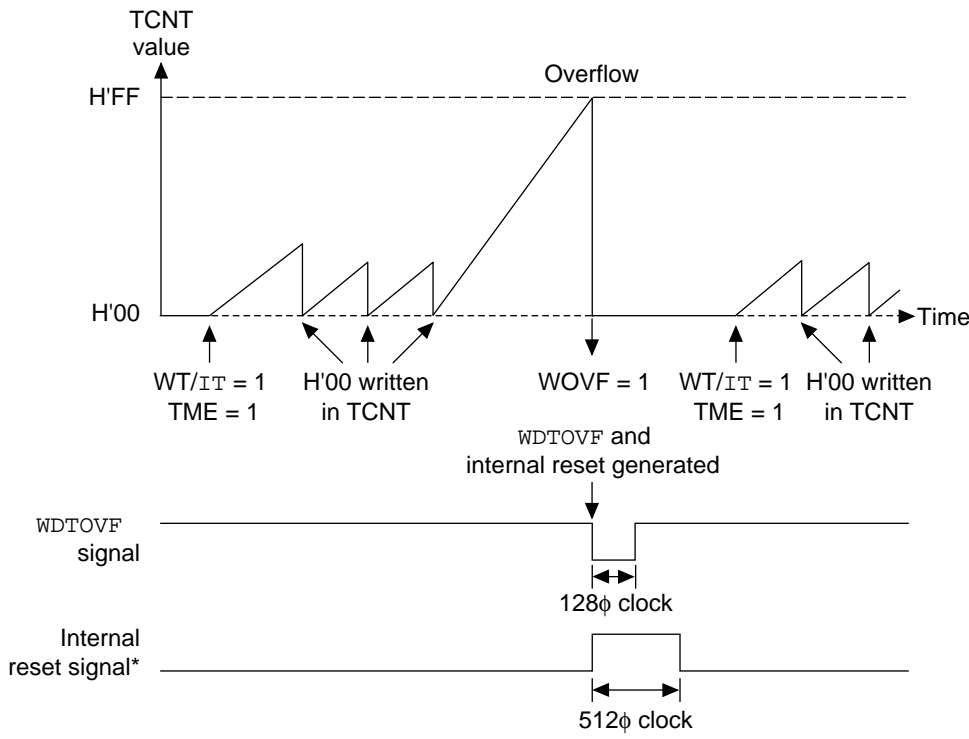 TCNT
value
Overflow
H'FF
H'00
Time
WT/IT = 1
TME = 1
H'00 written
in TCNT
WOVF = 1
WT/IT = 1
TME = 1
H'00 written
in TCNT
WDTOVF and
internal reset generated
WDTOVF
signal
128ϕ clock
Internal
reset signal*
512ϕ clock